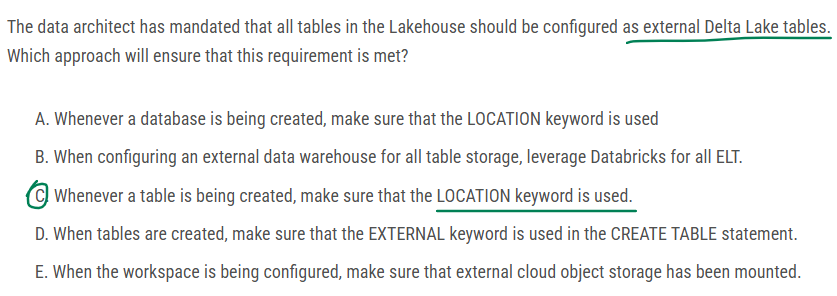 The data architect has mandated that all tables in the Lakehouse should be configured as external Delta Lake tables.
Which approach will ensure that this requirement is met?
A. Whenever a database is being created, make sure that the LOCATION keyword is used
B. When configuring an external data warehouse for all table storage, leverage Databricks for all ELT.
C. Whenever a table is being created, make sure that the LOCATION keyword is used.
D. When tables are created, make sure that the EXTERNAL keyword is used in the CREATE TABLE statement.
E. When the workspace is being configured, make sure that external cloud object storage has been mounted.